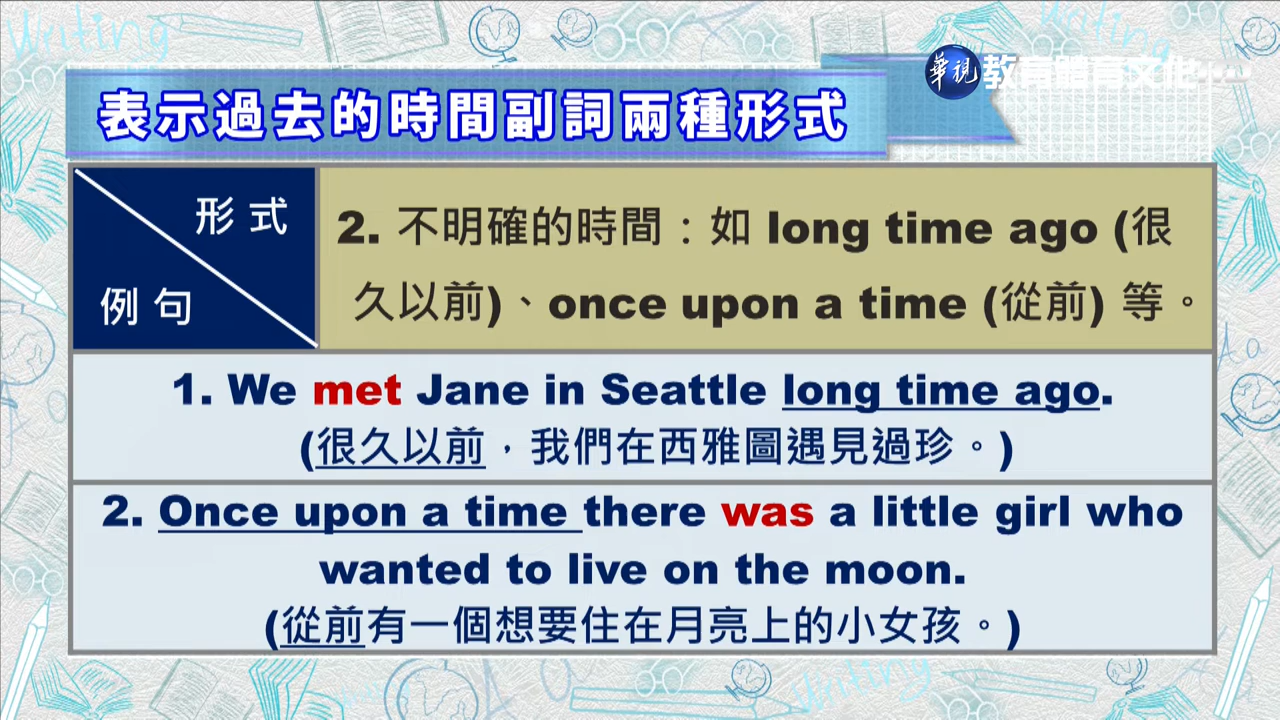 Writing
Writing
華視 教育體育文化
表示過去的時間副詞兩種形式
形式
例句
2. 不明確的時間：如 long time ago (很
久以前)、once upon a time (從前) 等。
1. We met Jane in Seattle long time ago.
(很久以前，我們在西雅圖遇見過珍。)
2. Once upon a time there was a little girl who
wanted to live on the moon.
(從前有一個想要住在月亮上的小女孩。)
Aa
Writing